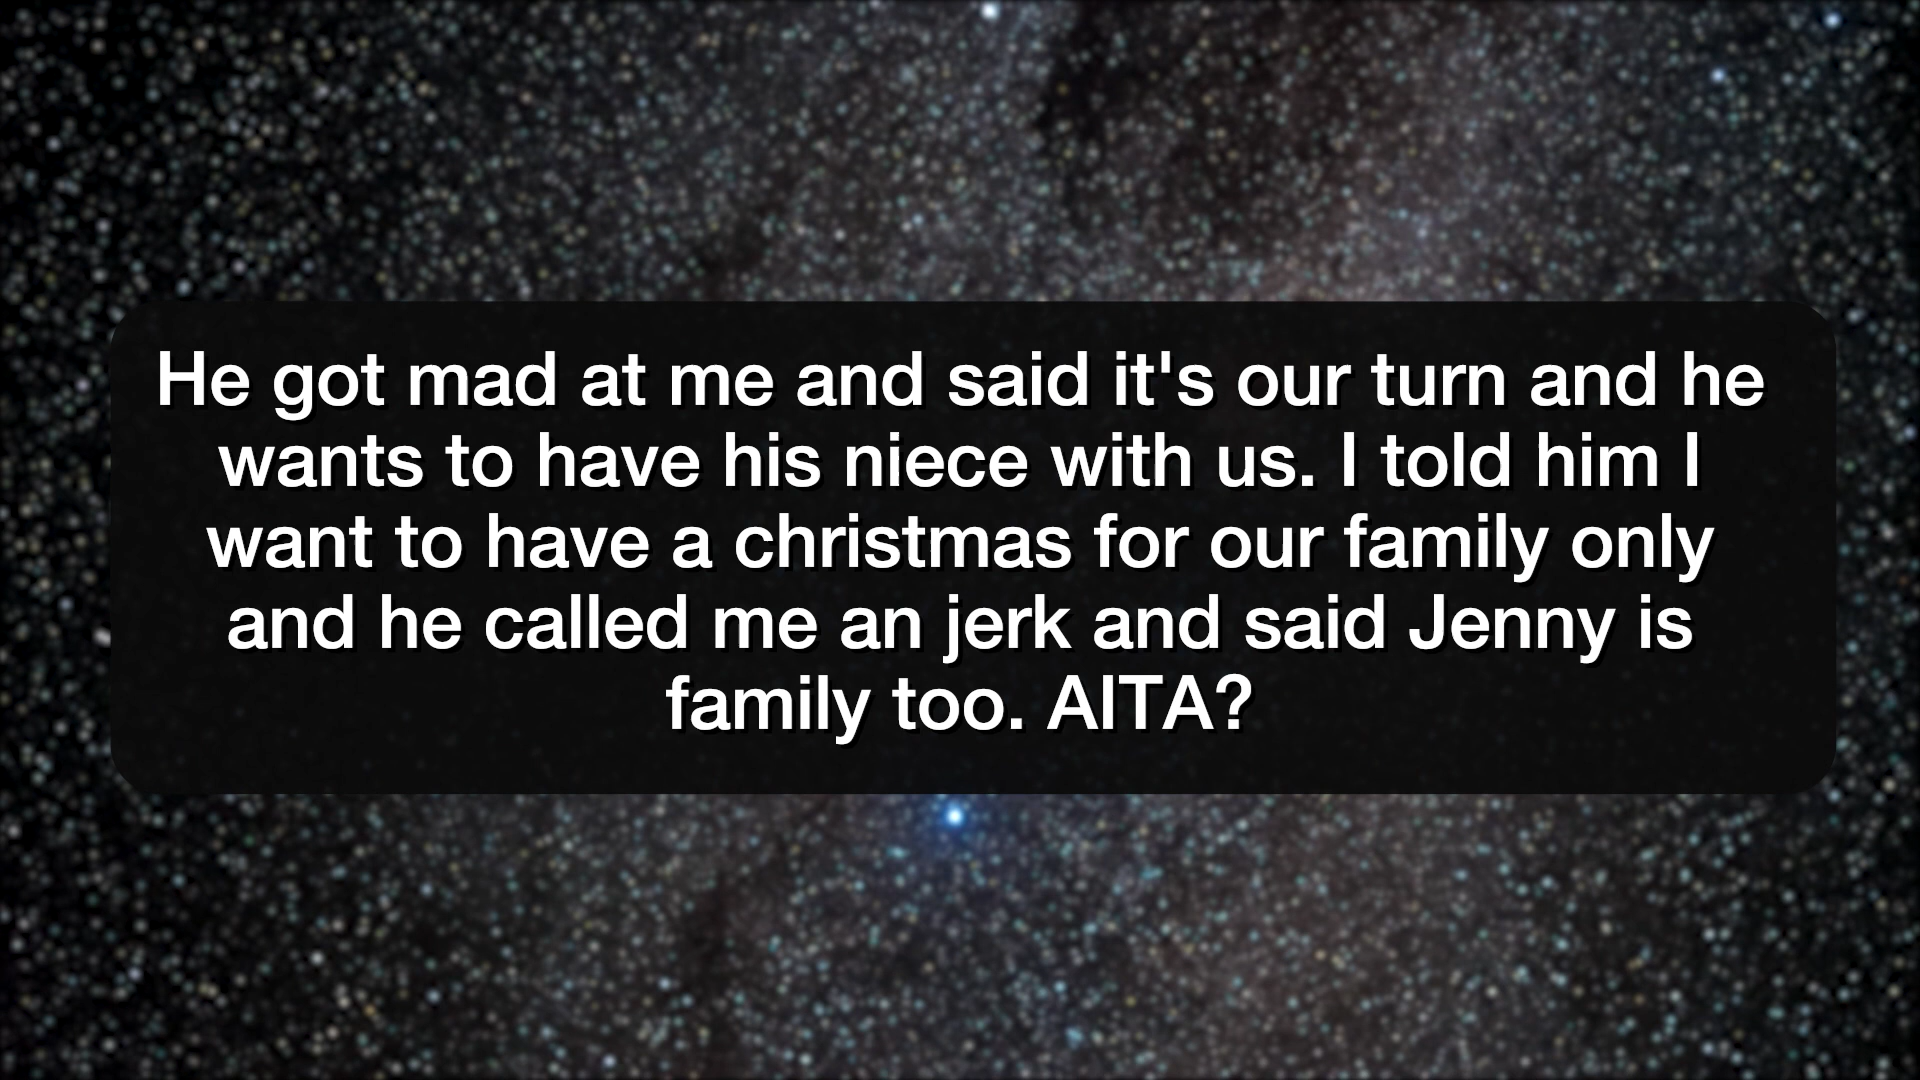 He got mad at me and said it's our turn and he
wants to have his niece with us. I told him I
want to have a christmas for our family only
and he called me an jerk and said Jenny is
family too. AITA?